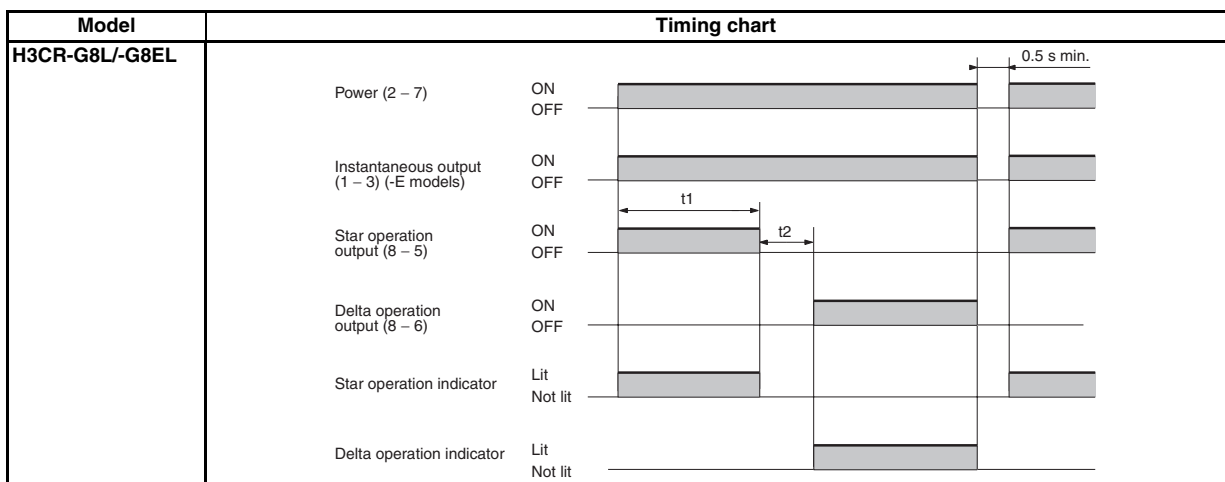 Model
Timing chart
H3CR-G8L/-G8EL
0.5 s min.
Power (2 – 7)
ON
OFF
Instantaneous output
(1 – 3) (-E models)
ON
OFF
t1
Star operation
output (8 – 5)
ON
OFF
t2
Delta operation
output (8 – 6)
ON
OFF
Star operation indicator
Lit
Not lit
Delta operation indicator
Lit
Not lit